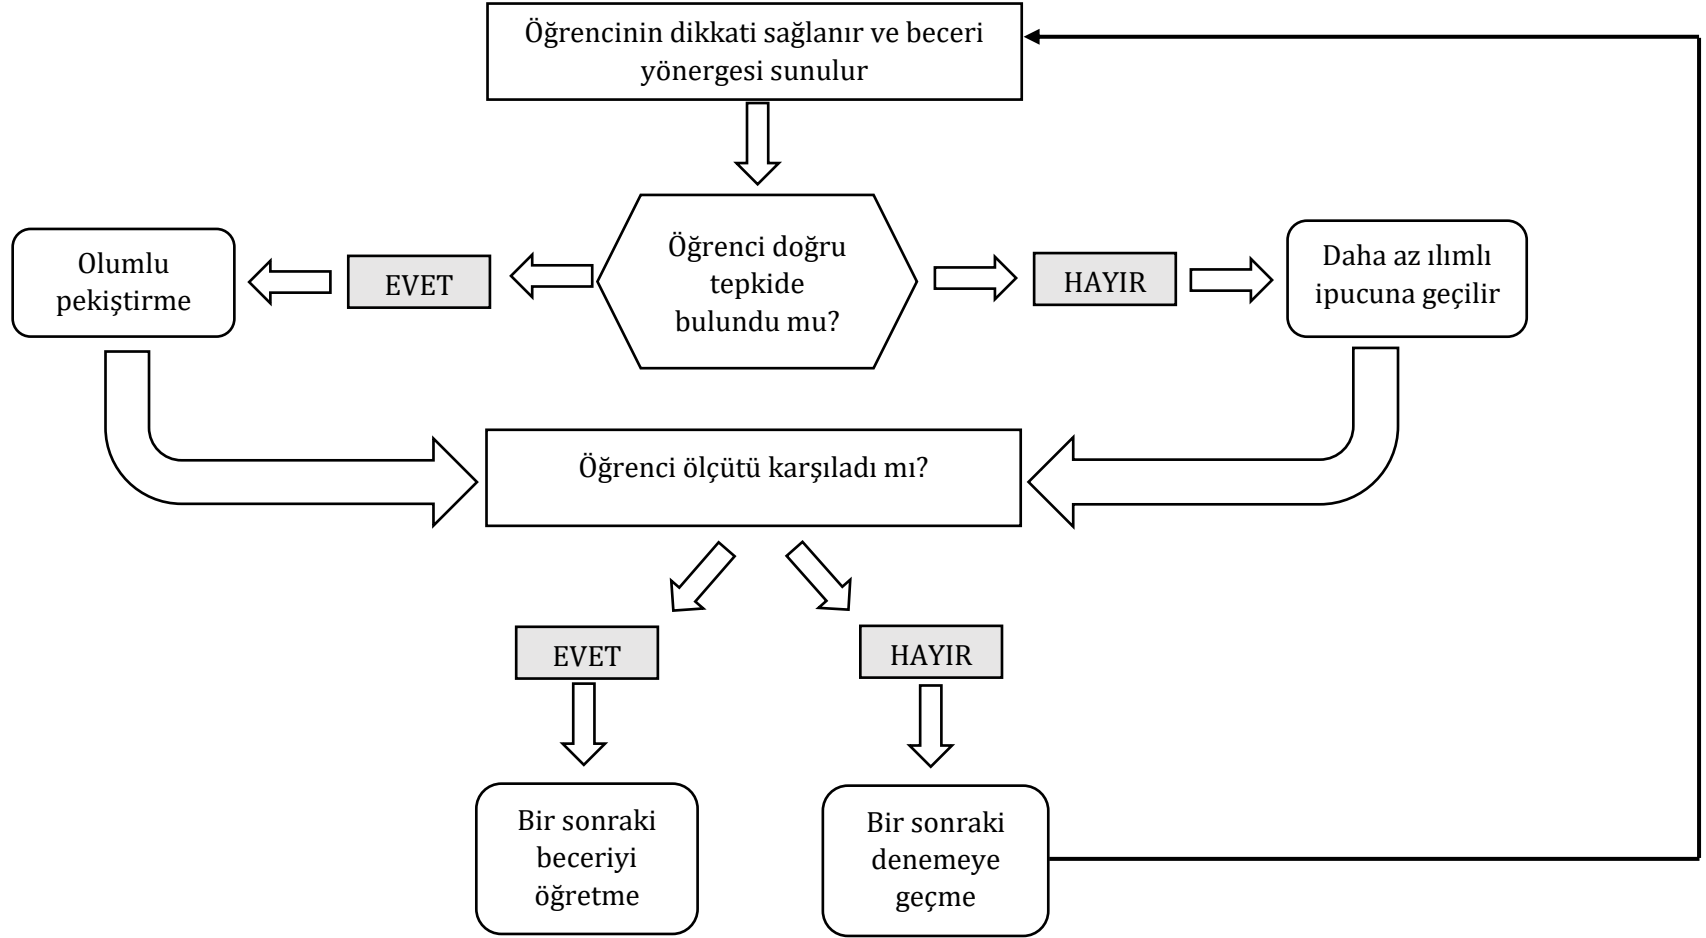 Öğrencinin dikkati sağlanır ve beceri
yönergesi sunulur
Öğrenci doğru
tepkide
bulundu mu?
EVET
Olumlu
pekiştirme
HAYIR
Daha az ılımlı
ipucuna geçilir
Öğrenci ölçütü karşıladı mı?
EVET
HAYIR
Bir sonraki
beceriyi
öğretme
Bir sonraki
denemeye
geçme